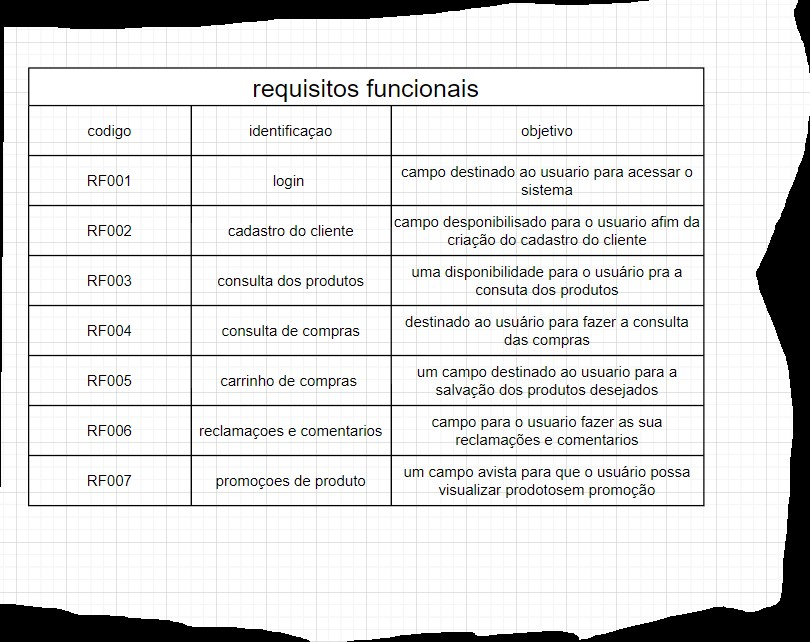 requisitos funcionais
codigo identificaçao objetivo
RF001 login campo destinado ao usuario para acessar o
sistema
RF002 cadastro do cliente campo desponibilisado para o usuario afim da
criação do cadastro do cliente
RF003 consulta dos produtos uma disponibilidade para o usuário pra a
consuta dos produtos
RF004 consulta de compras destinado ao usuário para fazer a consulta
das compras
RF005 carrinho de compras um campo destinado ao usuario para a
salvação dos produtos desejados
RF006 reclamaçoes e comentarios campo para o usuario fazer as sua
reclamações e comentarios
RF007 promoçoes de produto um campo avista para que o usuário possa
visualizar prodotosem promoção